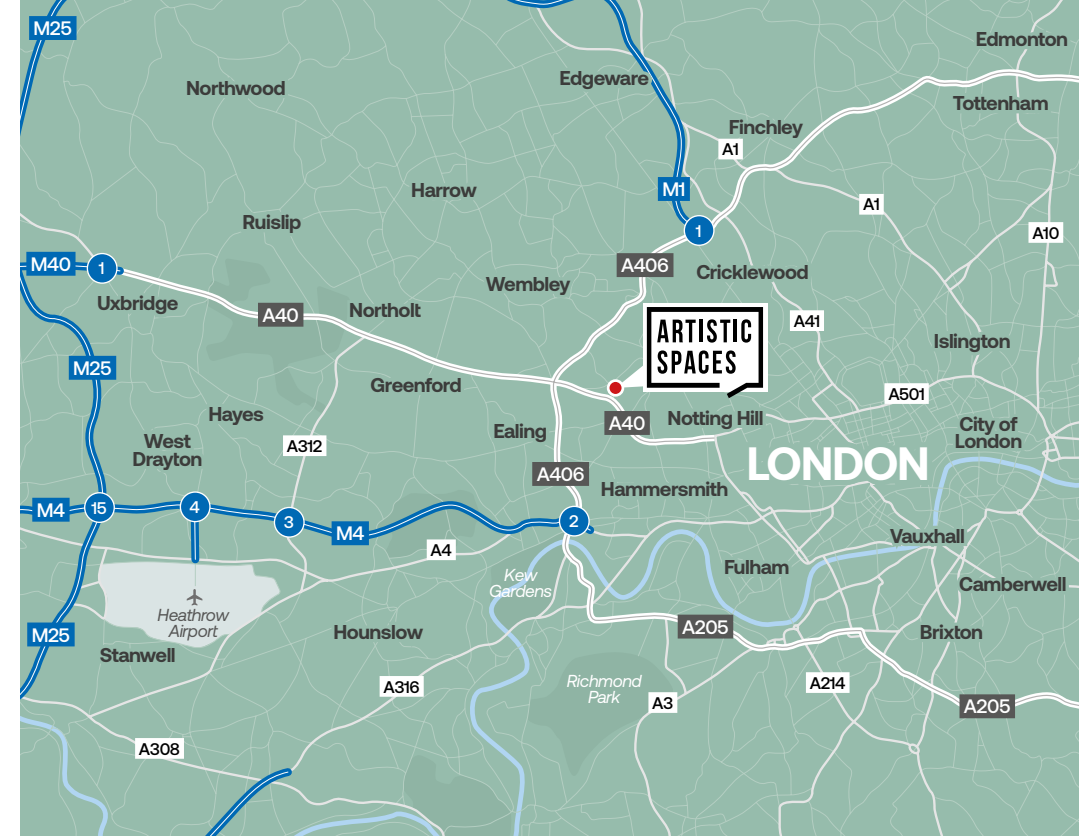 M25
Edmonton
Edgeware
Northwood
Tottenham
Finchley
A1
M1
Harrow
A1
Ruislip
1
A10
M40
1
A406
Cricklewood
Wembley
Uxbridge
A40
Northolt
A41
ARTISTIC
SPACES
Islington
M25
Greenford
A501
Hayes
A40
Notting Hill
Ealing
City of
London
West
Drayton
A312
LONDON
A406
Hammersmith
M4
15
4
3
M4
2
A4
Vauxhall
Fulham
Kew
Gardens
Camberwell
Heathrow
Airport
M25
Hounslow
A205
Brixton
Stanwell
Richmond
Park
A316
A3
A214
A205
A308